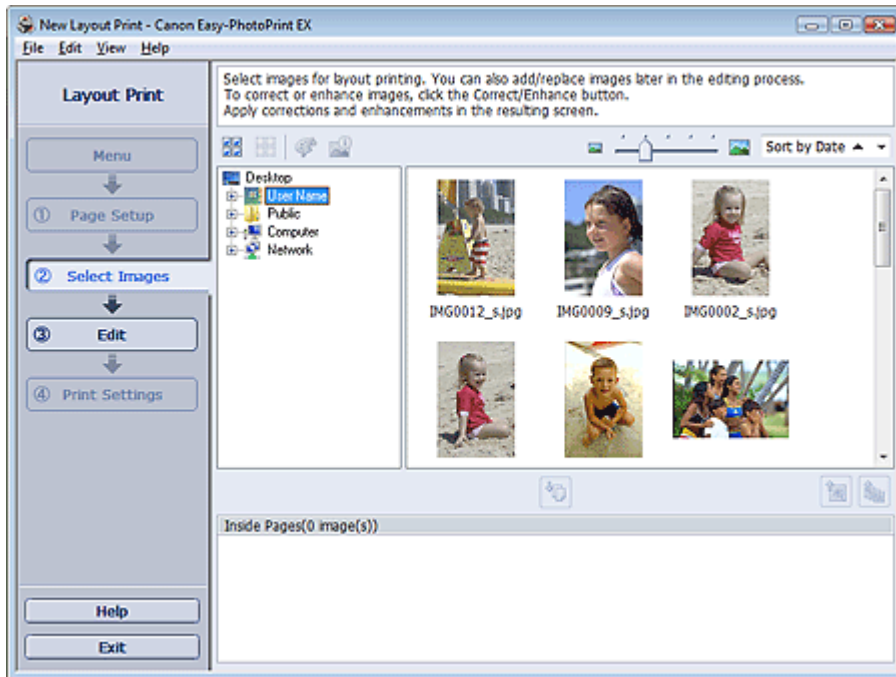 New Layout Print - Canon Easy-PhotoPrint EX
File Edit View Help
Layout Print
Menu
1 Page Setup
2 Select Images
3 Edit
4 Print Settings
Help
Exit
Select images for layout printing. You can also add/replace images later in the editing process.
To correct or enhance images, click the Correct/Enhance button.
Apply corrections and enhancements in the resulting screen.
Sort by Date
Desktop
User Name
Public
Computer
Network
IMG0012_s.jpg IMG0009_s.jpg IMG0002_s.jpg
Inside Pages(0 image(s))